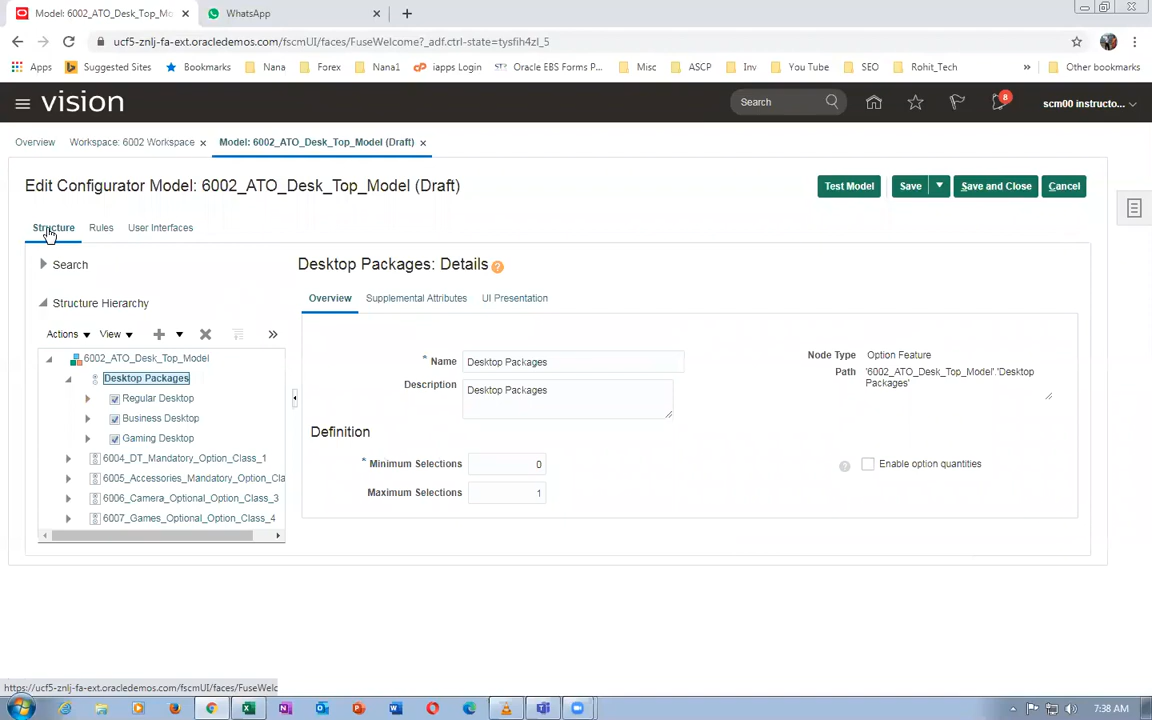 Model: 6002_ATO_Desk_Top_Mo
WhatsApp
ucf5-znlj-fa-ext.oracledemos.com/fscmUI/faces/FuseWelcome?_adf.ctrl-state=tysfih4zl_5
Apps
Suggested Sites
Bookmarks
Nana
Forex
Nana1
iapps Login
Oracle EBS Forms P...
Misc
ASCP
Inv
You Tube
SEO
Rohit_Tech
»
Other bookmarks
vision
Search
8
scm00 instructo...
Overview
Workspace: 6002 Workspace
Model: 6002_ATO_Desk_Top_Model (Draft)
Edit Configurator Model: 6002_ATO_Desk_Top_Model (Draft)
Test Model
Save
Save and Close
Cancel
Structure
Rules
User Interfaces
Search
Desktop Packages: Details
Structure Hierarchy
Overview
Supplemental Attributes
UI Presentation
Actions
View
»
6002_ATO_Desk_Top_Model
Desktop Packages
Regular Desktop
Business Desktop
Gaming Desktop
6004_DT_Mandatory_Option_Class_1
6005_Accessories_Mandatory_Option_Cla
6006_Camera_Optional_Option_Class_3
6007_Games_Optional_Option_Class_4
* Name Desktop Packages
Description Desktop Packages
Node Type Option Feature
Path '6002_ATO_Desk_Top_Model'.'Desktop
Packages'
Definition
* Minimum Selections 0
Maximum Selections 1
Enable option quantities
https://ucf5-znlj-fa-ext.oracledemos.com/fscmUI/faces/FuseWelc
7:38 AM